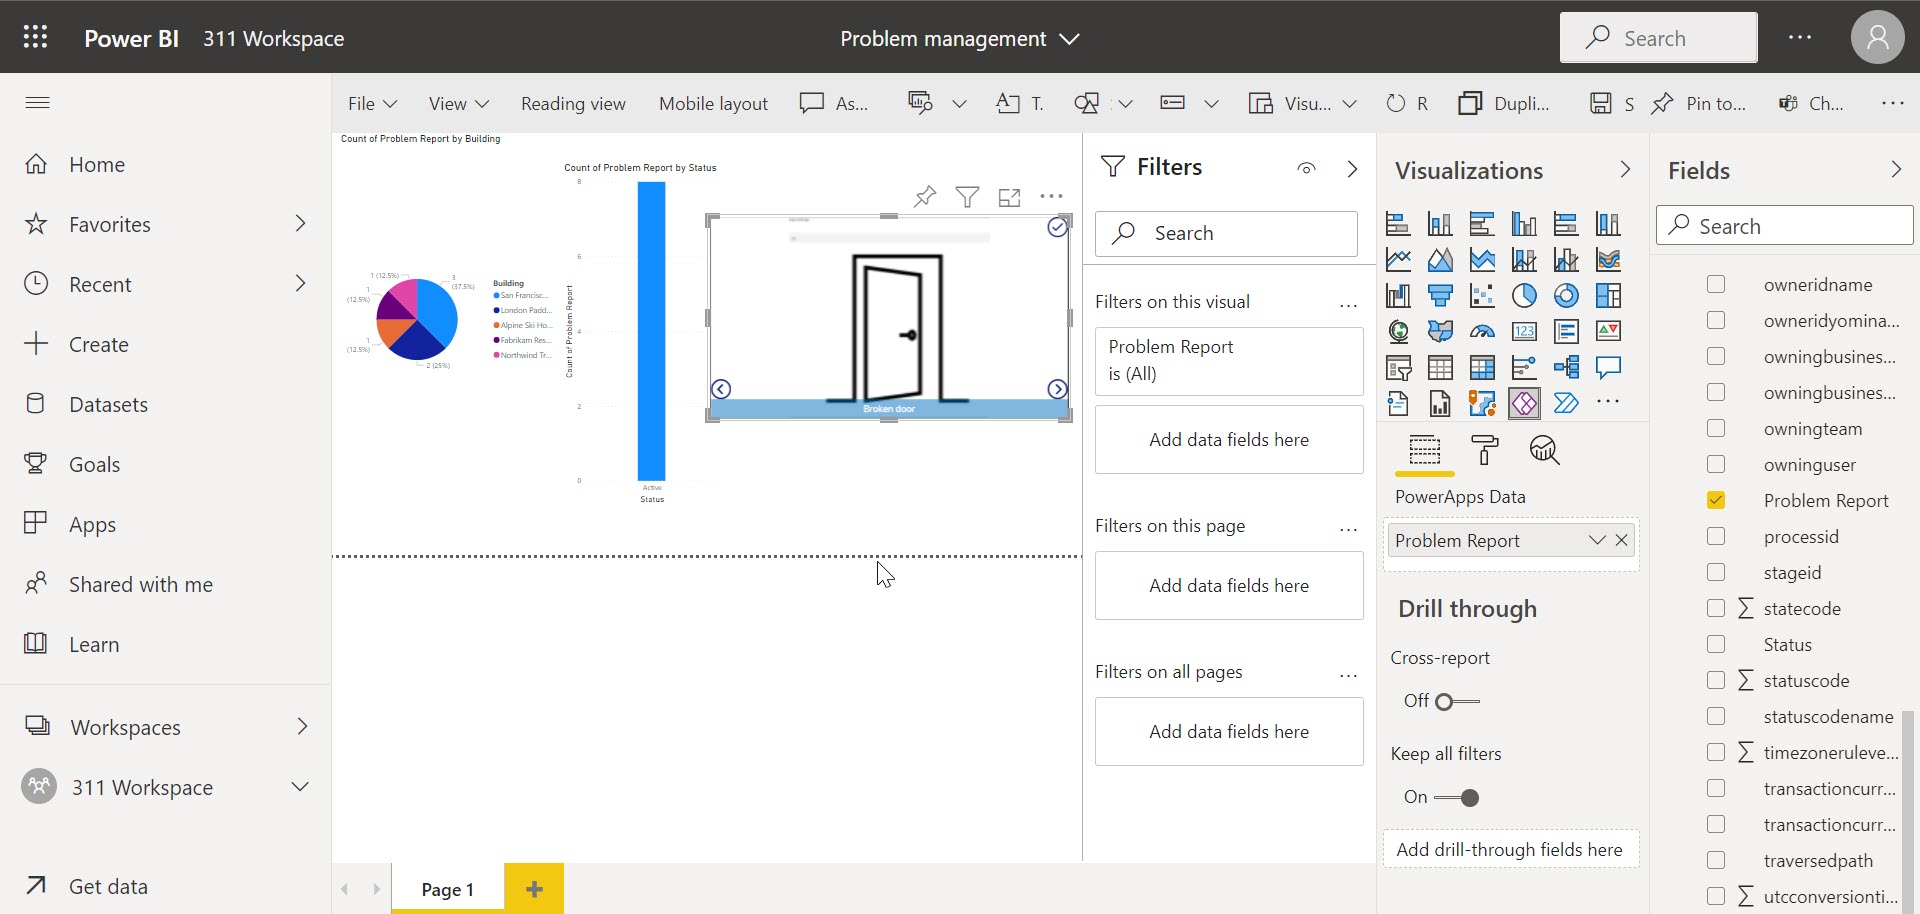 Power BI
311 Workspace
Problem management
Search
File
View
Reading view
Mobile layout
As...
T.
Visu...
R
Dupli...
S
Pin to...
Ch...
Home
Favorites
Recent
Create
Datasets
Goals
Apps
Shared with me
Learn
Workspaces
311 Workspace
Get data
Count of Problem Report by Building
1 (12.5%)
3
(37.5%)
1
(12.5%)
1
(12.5%)
2 (25%)
Building
San Francisc...
London Padd...
Alpine Ski Ho...
Fabrikam Res...
Northwind Tr...
Count of Problem Report by Status
Count of Problem Report
8
6
4
2
0
Active
Status
Broken door
Page 1
Filters
Search
Filters on this visual
...
Problem Report
is (All)
Add data fields here
Filters on this page
...
Add data fields here
Filters on all pages
...
Add data fields here
Visualizations
123
PowerApps Data
Problem Report
Drill through
Cross-report
Off
Keep all filters
On
Add drill-through fields here
Fields
Search
owneridname
owneridyomina...
owningbusines...
owningbusines...
owningteam
owninguser
Problem Report
processid
stageid
statecode
Status
statuscode
statuscodename
timezoneruleve...
transactioncurr...
transactioncurr...
traversedpath
utcconversionti...